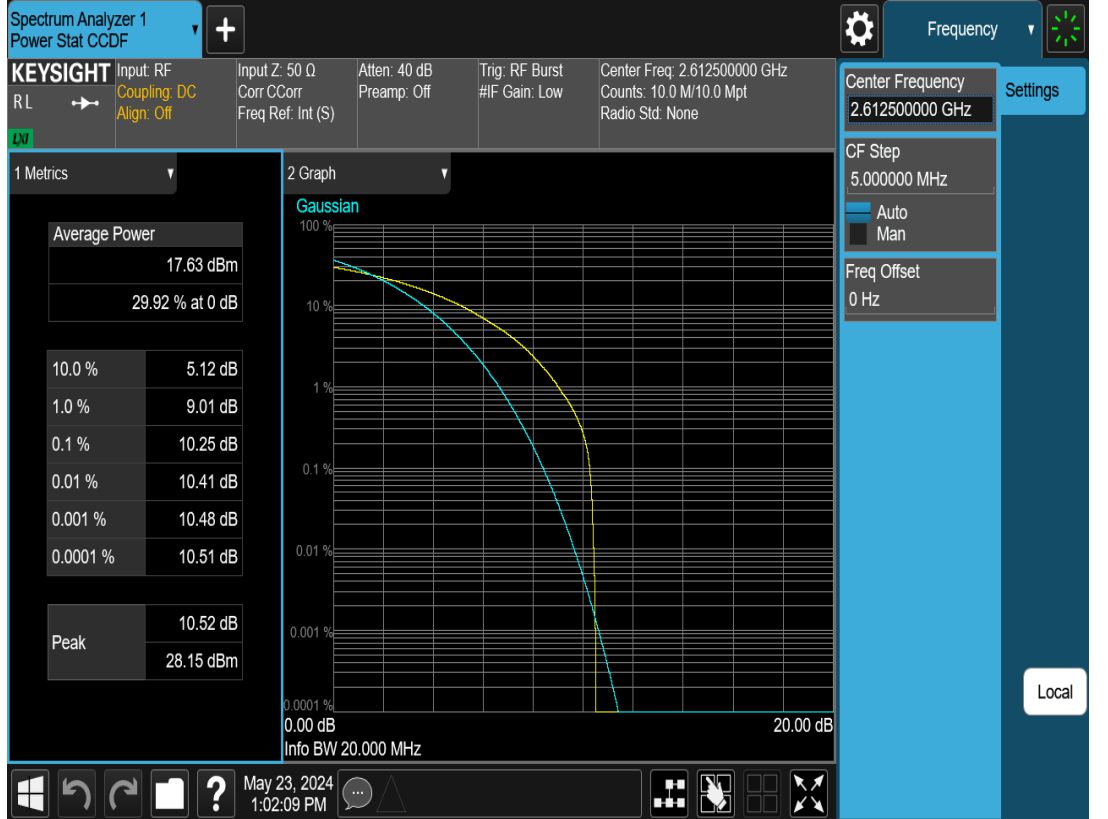 Spectrum Analyzer 1
Power Stat CCDF
+
Frequency
KEYSIGHT
RL
LXI
Input: RF
Coupling: DC
Align: Off
Input Z: 50 Ω
Corr CCorr
Freq Ref: Int (S)
Atten: 40 dB
Preamp: Off
Trig: RF Burst
#IF Gain: Low
Center Freq: 2.612500000 GHz
Counts: 10.0 M/10.0 Mpt
Radio Std: None
Center Frequency
2.612500000 GHz
Settings
CF Step
5.000000 MHz
Auto
Man
Freq Offset
0 Hz
Local
1 Metrics
Average Power
17.63 dBm
29.92 % at 0 dB
10.0 % 5.12 dB
1.0 % 9.01 dB
0.1 % 10.25 dB
0.01 % 10.41 dB
0.001 % 10.48 dB
0.0001 % 10.51 dB
Peak
10.52 dB
28.15 dBm
2 Graph
Gaussian
100 %
10 %
1 %
0.1 %
0.01 %
0.001 %
0.0001 %
0.00 dB 20.00 dB
Info BW 20.000 MHz
?
May 23, 2024
1:02:09 PM